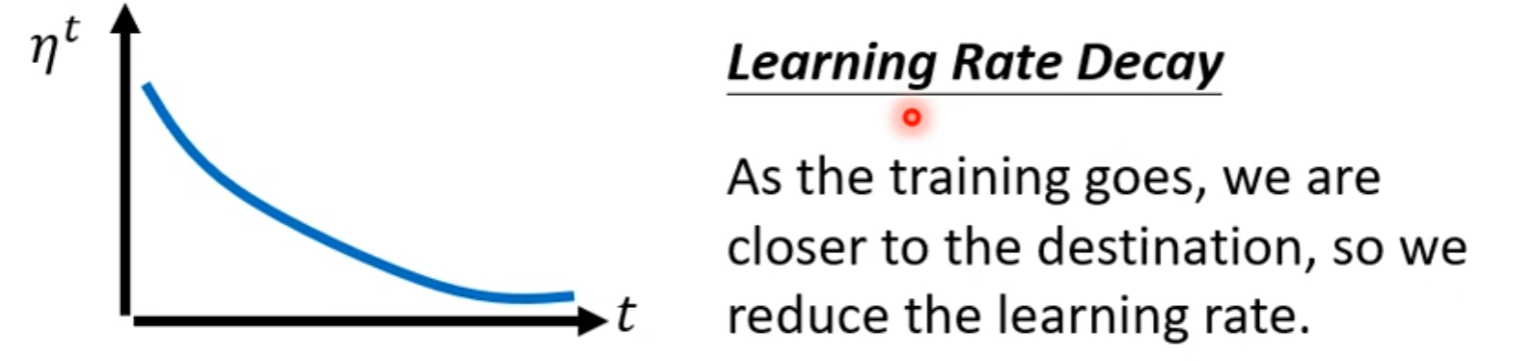 η^t
Learning Rate Decay
As the training goes, we are
closer to the destination, so we
reduce the learning rate.
t